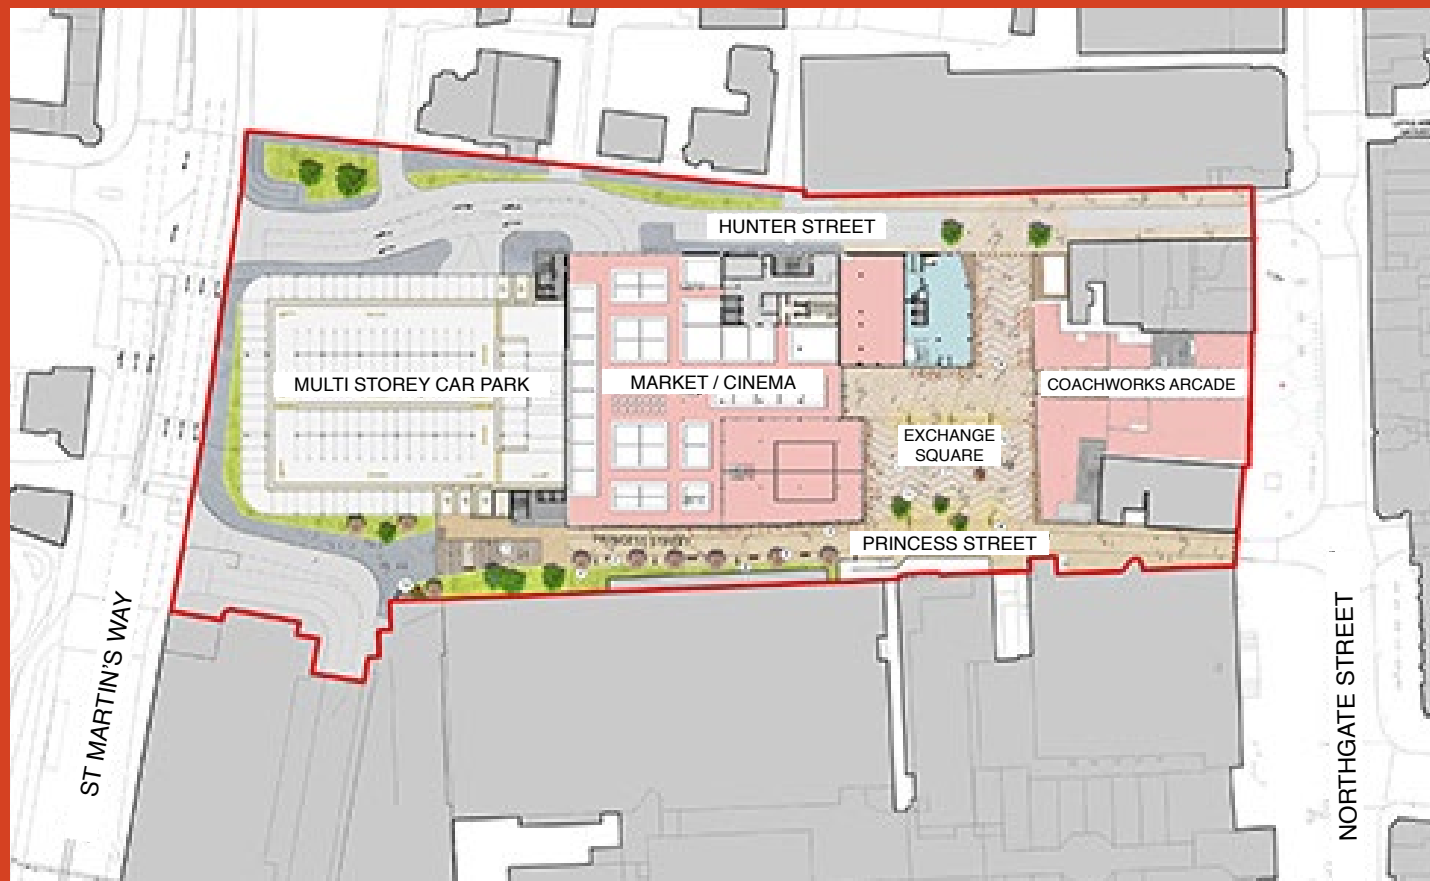 HUNTER STREET
MULTI STOREY CAR PARK
MARKET / CINEMA
COACHWORKS ARCADE
EXCHANGE
SQUARE
PRINCESS STREET
ST MARTIN'S WAY
NORTHGATE STREET